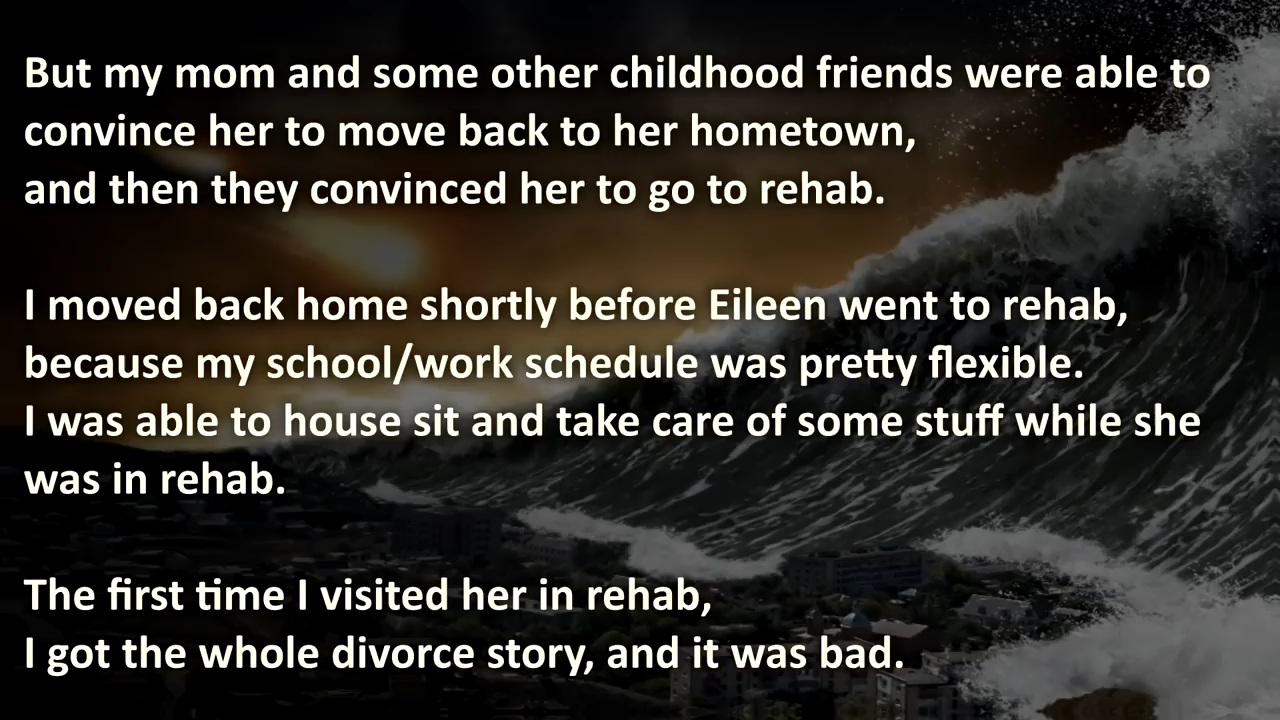 But my mom and some other childhood friends were able to
convince her to move back to her hometown,
and then they convinced her to go to rehab.
I moved back home shortly before Eileen went to rehab,
because my school/work schedule was pretty flexible.
I was able to house sit and take care of some stuff while she
was in rehab.
The first time I visited her in rehab,
I got the whole divorce story, and it was bad.